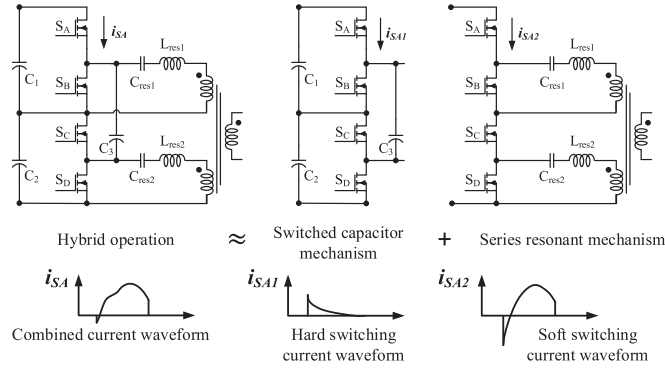 S_A
i_SA
L_res1
C_res1
C_1
S_B
S_C
C_3
L_res2
C_res2
C_2
S_D
S_A
i_SA1
C_1
S_B
S_C
C_3
C_2
S_D
S_A
i_SA2
L_res1
C_res1
S_B
S_C
L_res2
C_res2
S_D
Hybrid operation
≈
Switched capacitor
mechanism
+
Series resonant mechanism
i_SA
Combined current waveform
i_SA1
Hard switching
current waveform
i_SA2
Soft switching
current waveform